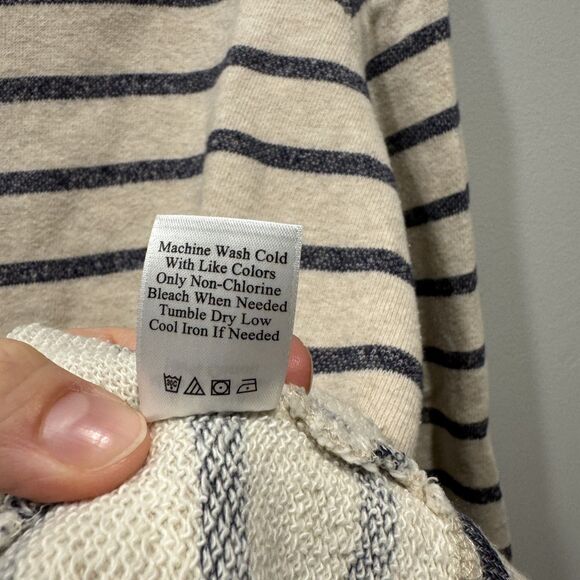 Machine Wash Cold
With Like Colors
Only Non-Chlorine
Bleach When Needed
Tumble Dry Low
Cool Iron If Needed